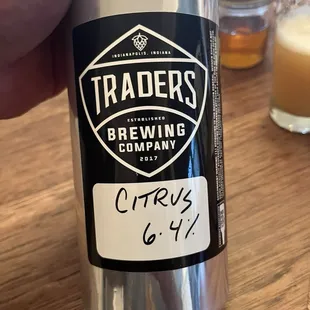 INDIANAPOLIS, INDIANA
TRADERS
ESTABLISHED
BREWING
COMPANY
2017
CITRUS
6.4%